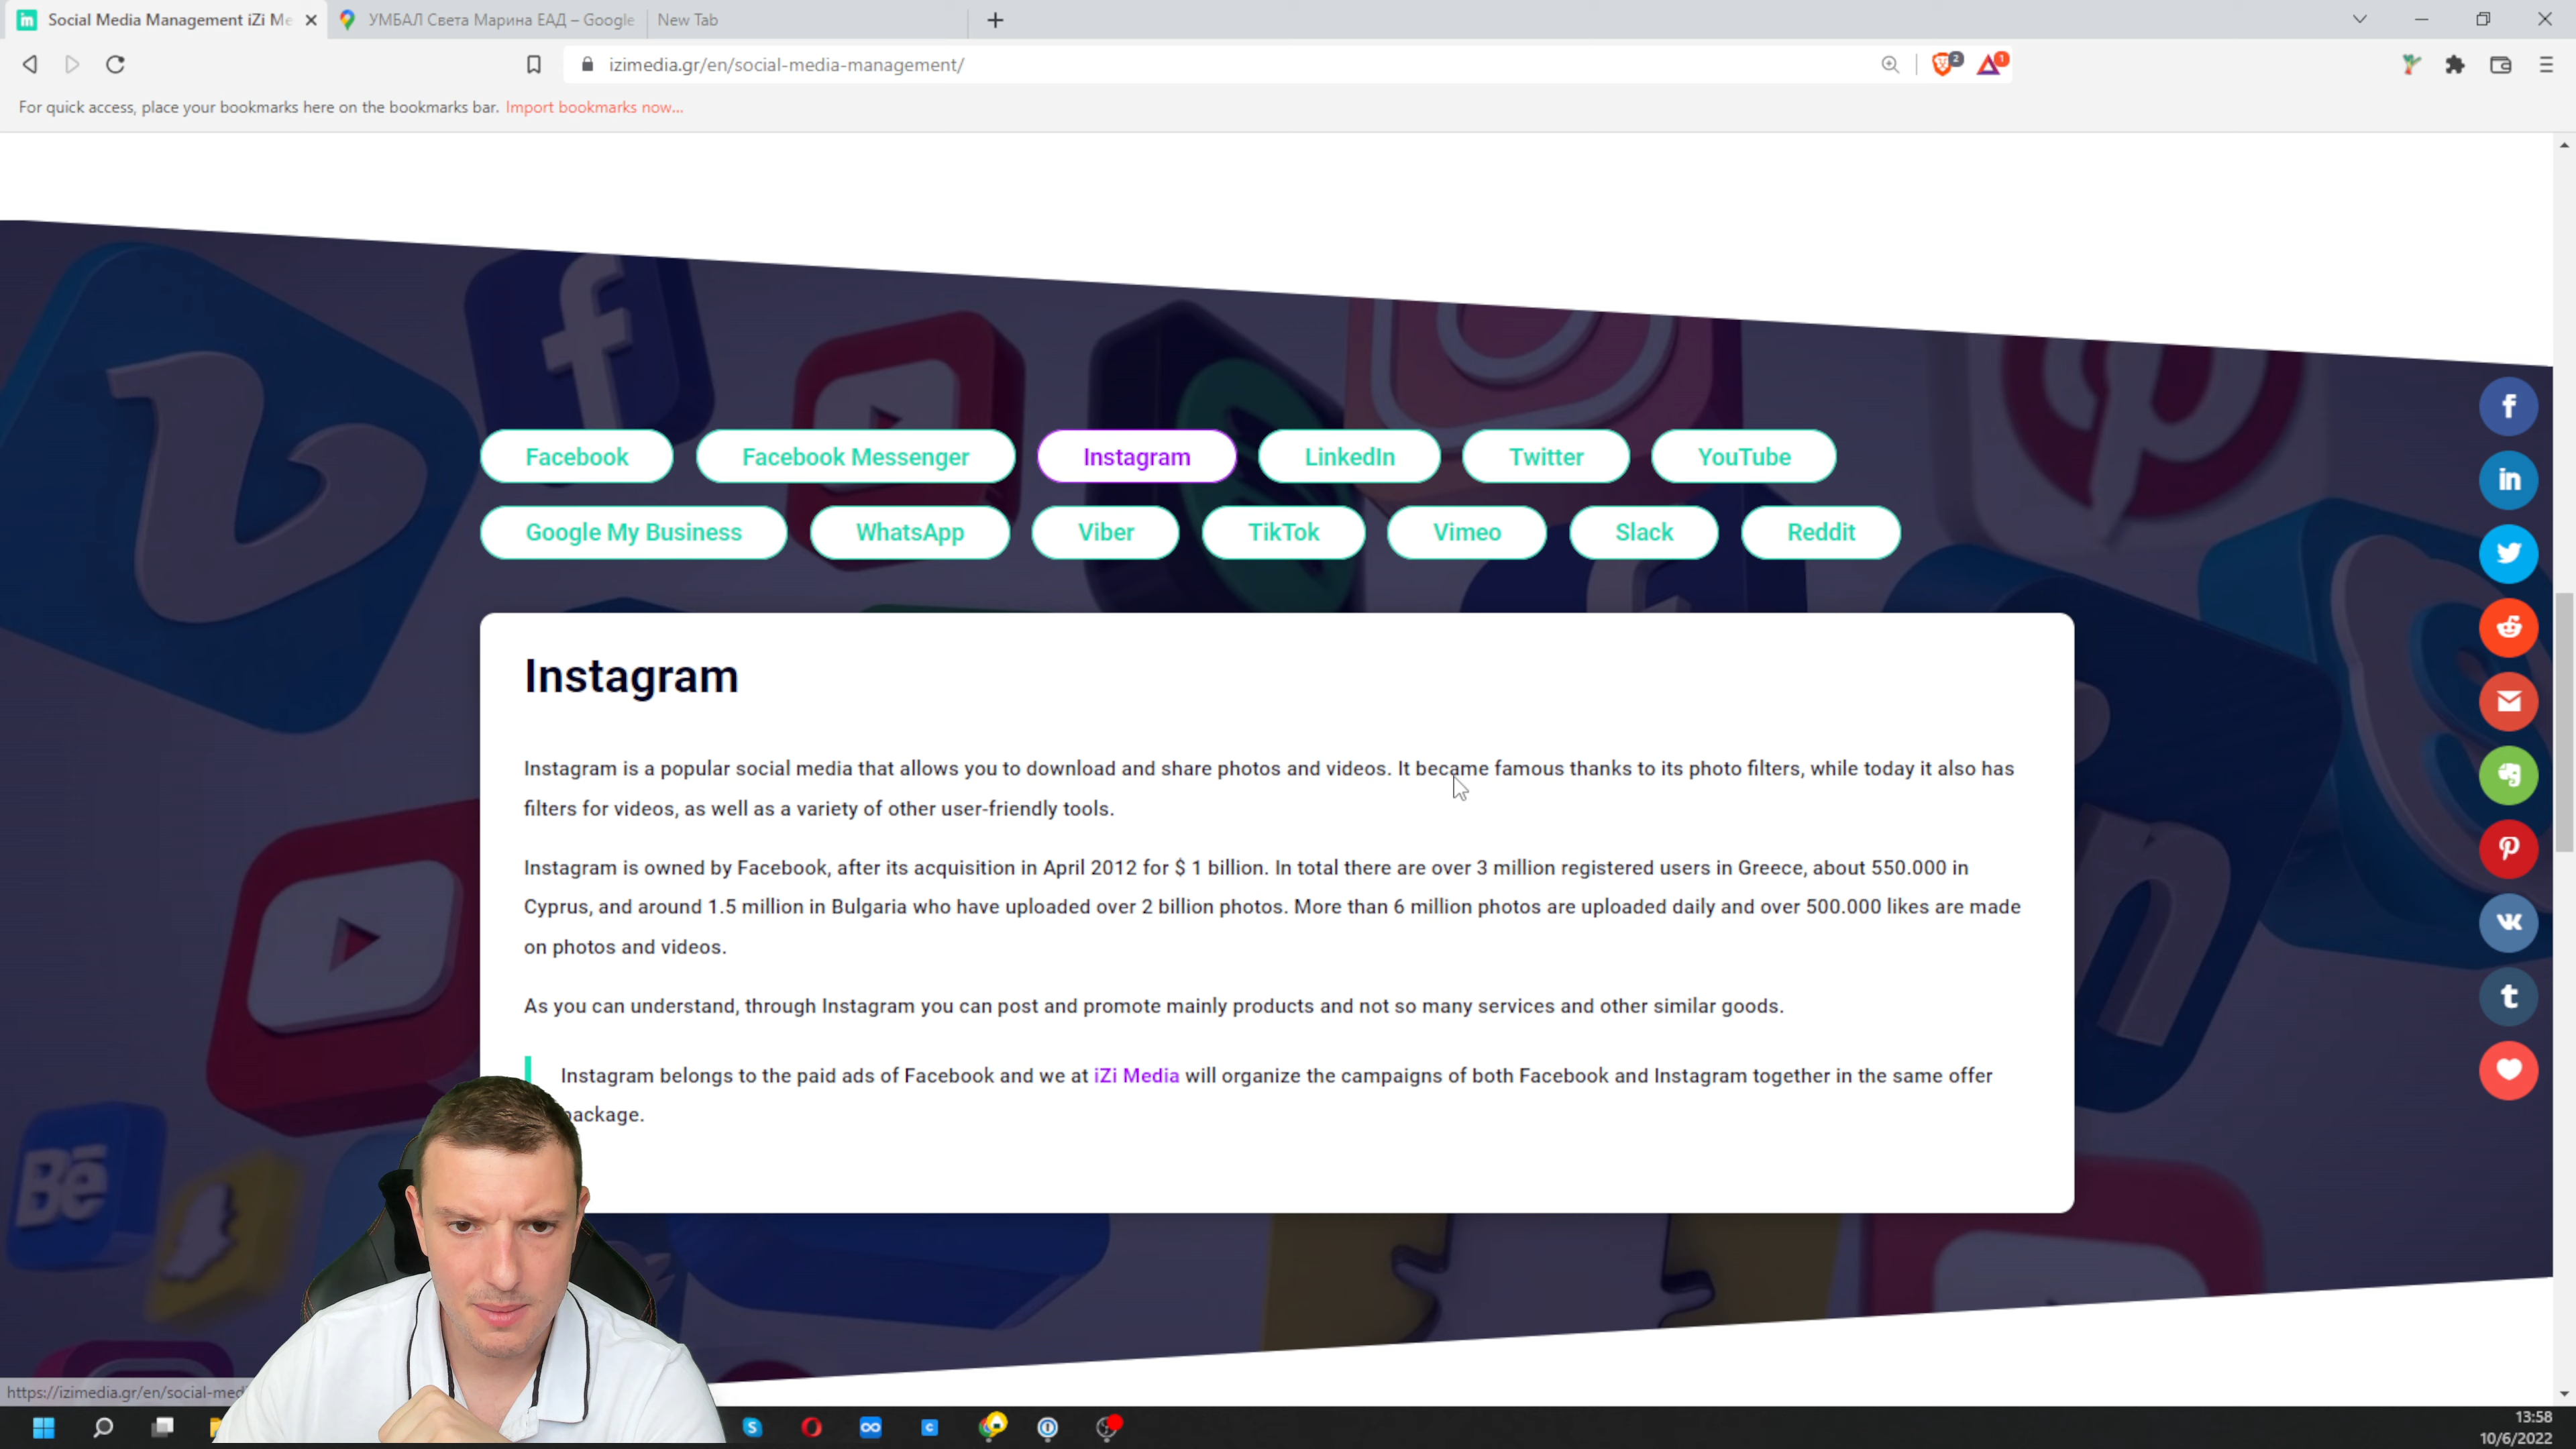 Social Media Management iZi Me
УМБАЛ Света Марина ЕАД – Google
New Tab
izimedia.gr/en/social-media-management/
2
1
For quick access, place your bookmarks here on the bookmarks bar. Import bookmarks now...
Facebook
Facebook Messenger
Instagram
LinkedIn
Twitter
YouTube
Google My Business
WhatsApp
Viber
TikTok
Vimeo
Slack
Reddit
Instagram
Instagram is a popular social media that allows you to download and share photos and videos. It became famous thanks to its photo filters, while today it also has
filters for videos, as well as a variety of other user-friendly tools.
Instagram is owned by Facebook, after its acquisition in April 2012 for $ 1 billion. In total there are over 3 million registered users in Greece, about 550.000 in
Cyprus, and around 1.5 million in Bulgaria who have uploaded over 2 billion photos. More than 6 million photos are uploaded daily and over 500.000 likes are made
on photos and videos.
As you can understand, through Instagram you can post and promote mainly products and not so many services and other similar goods.
Instagram belongs to the paid ads of Facebook and we at iZi Media will organize the campaigns of both Facebook and Instagram together in the same offer
package.
Bē
https://izimedia.gr/en/social-med
13:58
10/6/2022